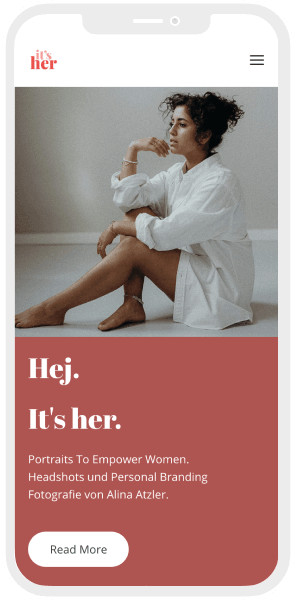 it's
her
Hej.
It's her.
Portraits To Empower Women.
Headshots und Personal Branding
Fotografie von Alina Atzler.
Read More